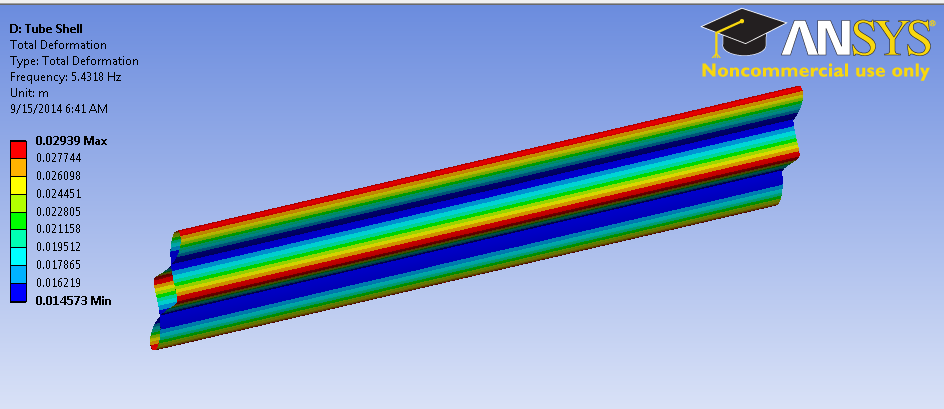 D: Tube Shell
Total Deformation
Type: Total Deformation
Frequency: 5.4318 Hz
Unit: m
9/15/2014 6:41 AM
0.02939 Max
0.027744
0.026098
0.024451
0.022805
0.021158
0.019512
0.017865
0.016219
0.014573 Min
ANSYS®
Noncommercial use only